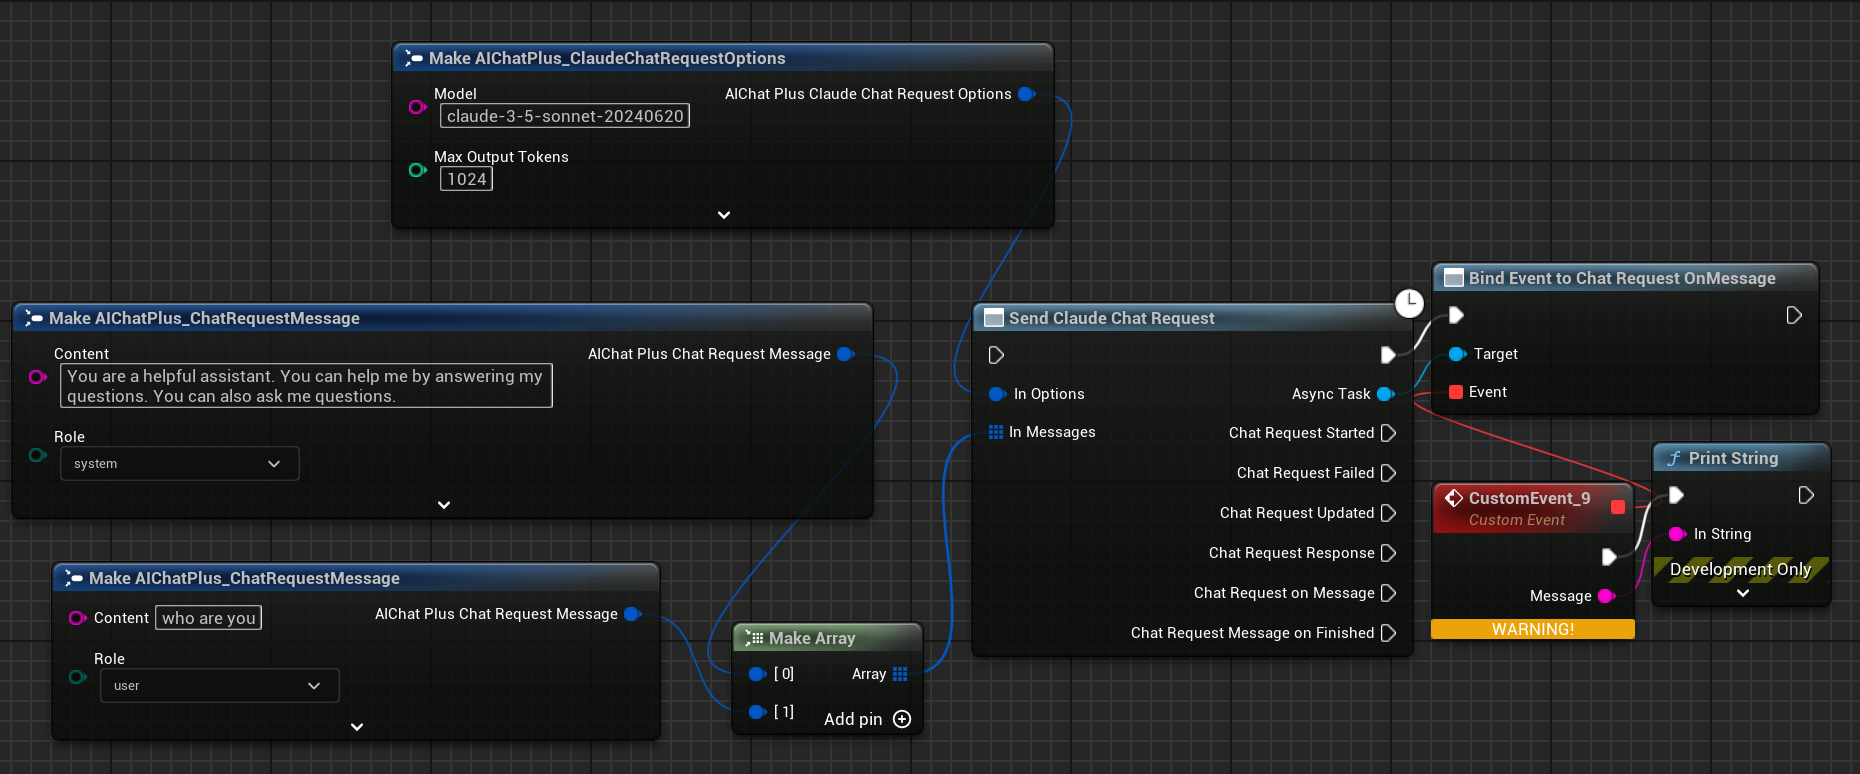 Make AIChatPlus_ClaudeChatRequestOptions
Model
AIChat Plus Claude Chat Request Options
claude-3-5-sonnet-20240620
Max Output Tokens
1024
Make AIChatPlus_ChatRequestMessage
Content
AIChat Plus Chat Request Message
You are a helpful assistant. You can help me by answering my
questions. You can also ask me questions.
Role
system
Make AIChatPlus_ChatRequestMessage
Content
who are you
AIChat Plus Chat Request Message
Role
user
Make Array
[ 0]
Array
[ 1]
Add pin
Send Claude Chat Request
In Options
Async Task
In Messages
Chat Request Started
Chat Request Failed
Chat Request Updated
Chat Request Response
Chat Request on Message
Chat Request Message on Finished
Bind Event to Chat Request OnMessage
Target
Event
CustomEvent_9
Custom Event
Message
WARNING!
Print String
In String
Development Only